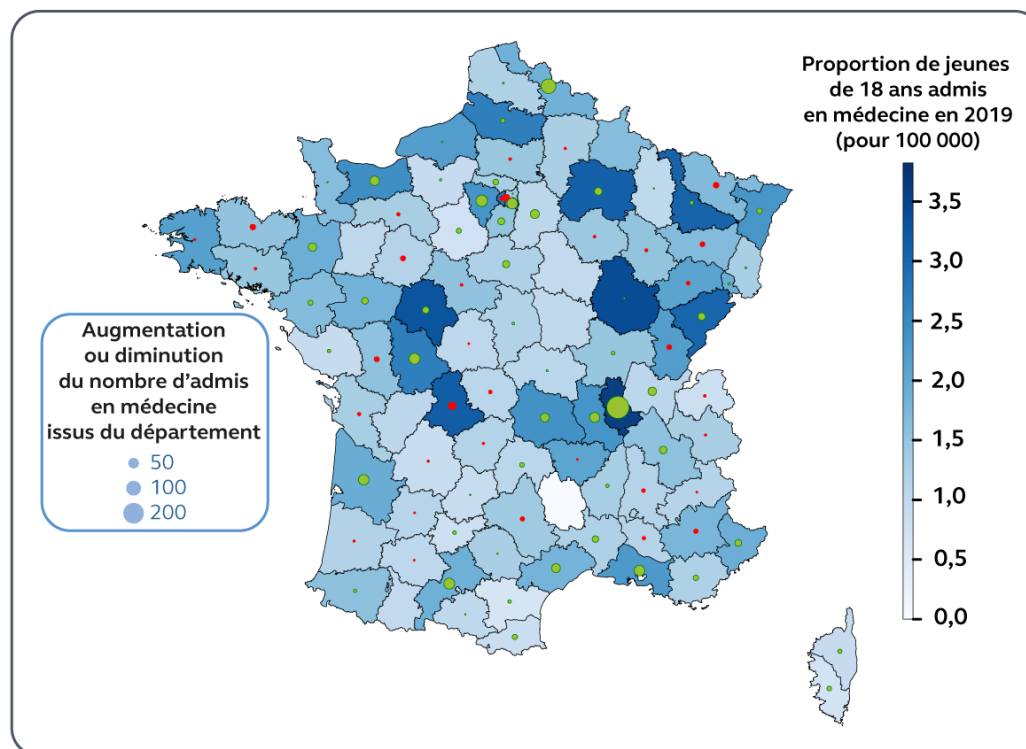 Proportion de jeunes
de 18 ans admis
en médecine en 2019
(pour 100 000)
3,5
3,0
2,5
2,0
1,5
1,0
0,5
0,0
Augmentation
ou diminution
du nombre d'admis
en médecine
issus du département
50
100
200